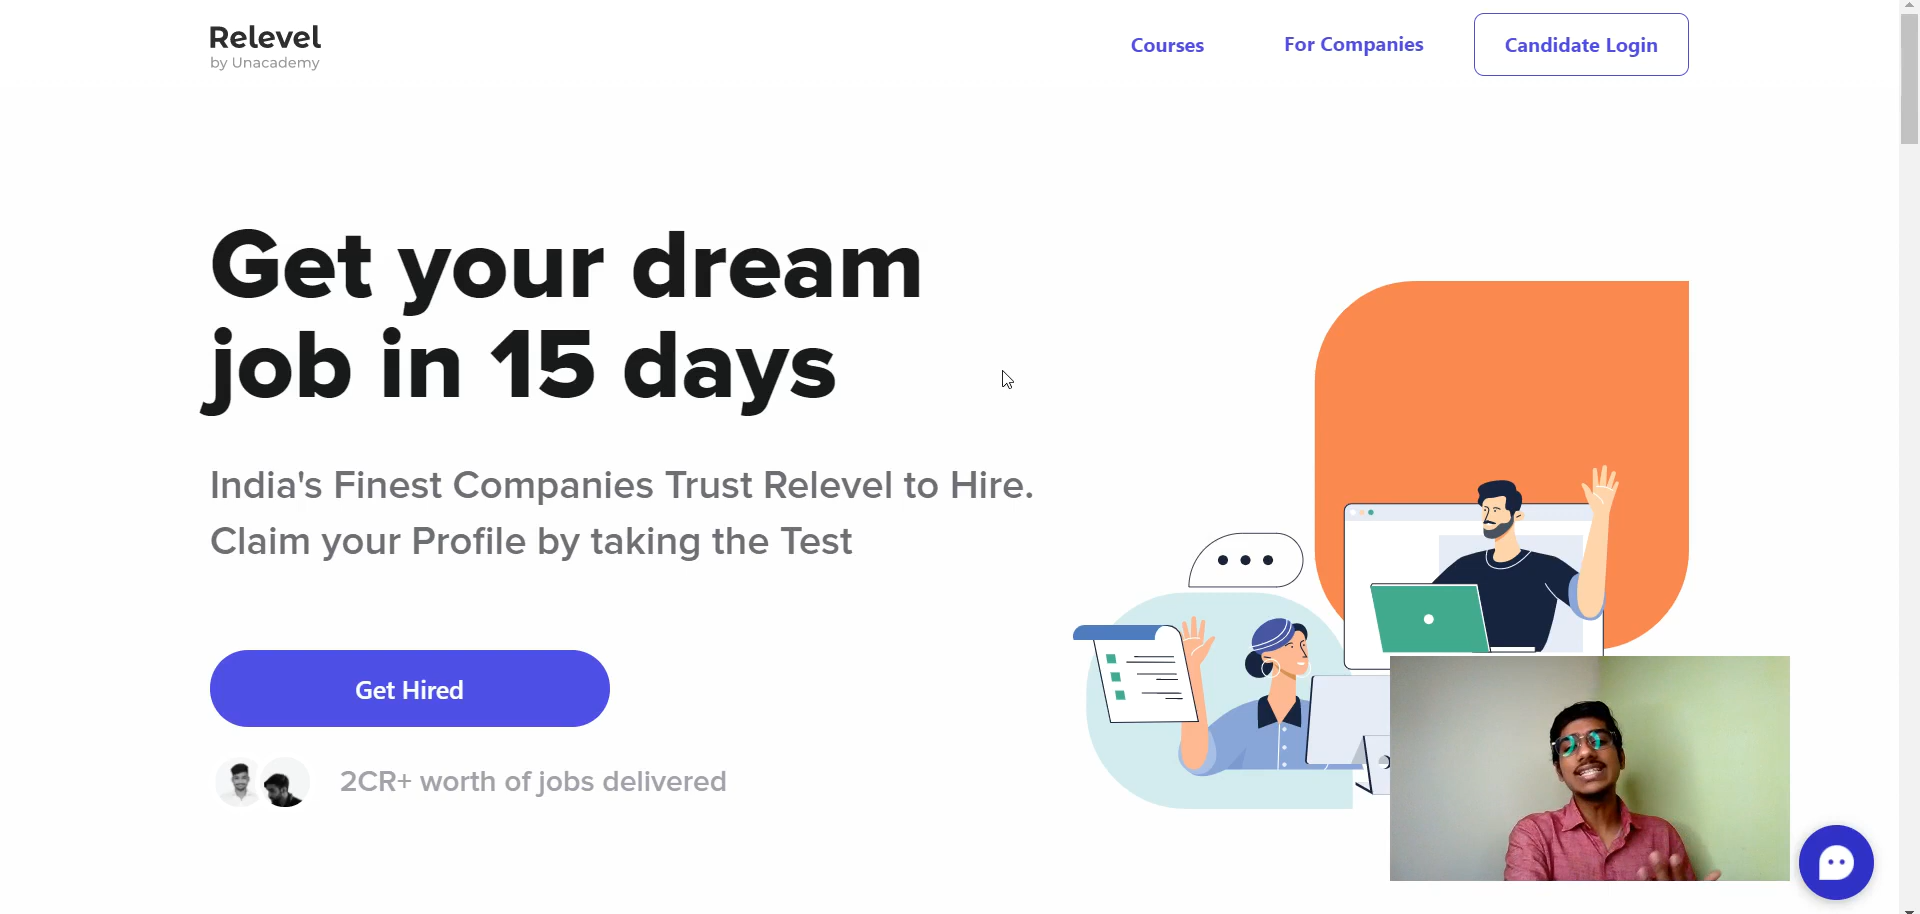 Relevel
by Unacademy
Courses
For Companies
Candidate Login
Get your dream
job in 15 days
India's Finest Companies Trust Relevel to Hire.
Claim your Profile by taking the Test
Get Hired
2CR+ worth of jobs delivered